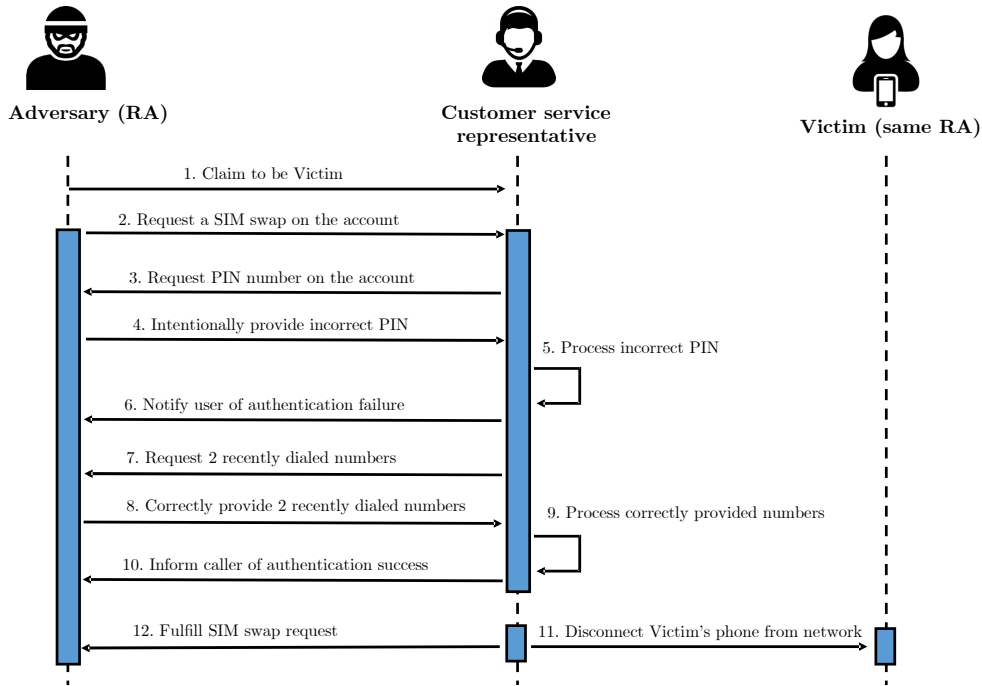 Adversary (RA)
Customer service
representative
Victim (same RA)
1. Claim to be Victim
2. Request a SIM swap on the account
3. Request PIN number on the account
4. Intentionally provide incorrect PIN
5. Process incorrect PIN
6. Notify user of authentication failure
7. Request 2 recently dialed numbers
8. Correctly provide 2 recently dialed numbers
9. Process correctly provided numbers
10. Inform caller of authentication success
12. Fulfill SIM swap request
11. Disconnect Victim's phone from network